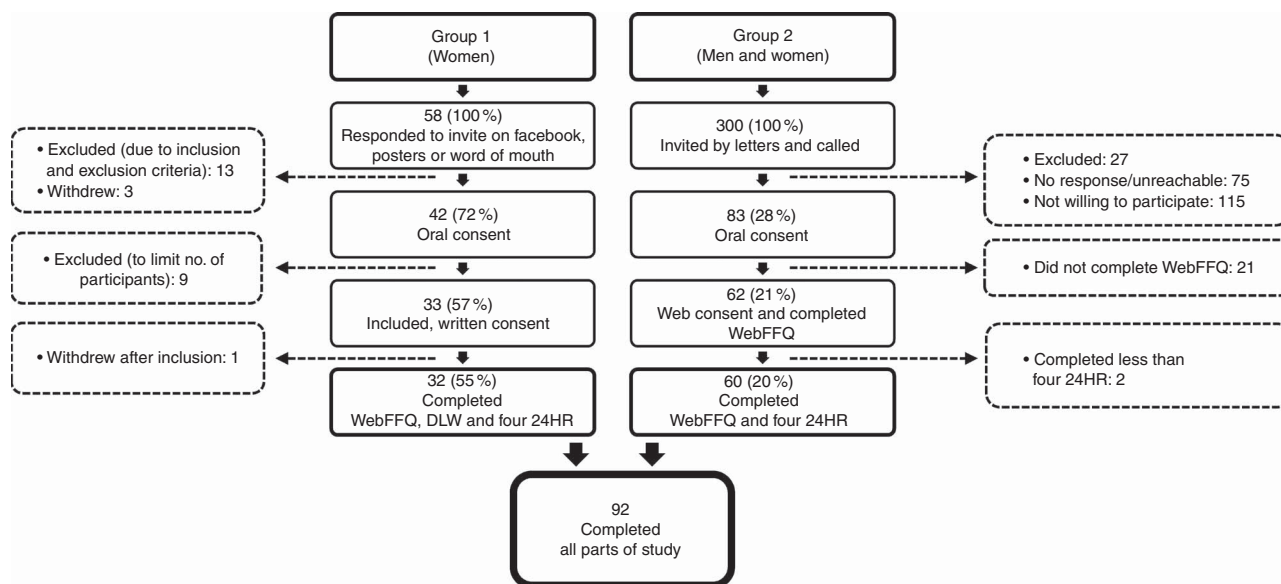 Group 1
(Women)
Group 2
(Men and women)
58 (100 %)
Responded to invite on facebook,
posters or word of mouth
300 (100 %)
Invited by letters and called
• Excluded (due to inclusion
and exclusion criteria): 13
• Withdrew: 3
• Excluded: 27
• No response/unreachable: 75
• Not willing to participate: 115
42 (72 %)
Oral consent
83 (28 %)
Oral consent
• Excluded (to limit no. of
participants): 9
• Did not complete WebFFQ: 21
33 (57 %)
Included, written consent
62 (21 %)
Web consent and completed
WebFFQ
• Withdrew after inclusion: 1
• Completed less than
four 24HR: 2
32 (55 %)
Completed
WebFFQ, DLW and four 24HR
60 (20 %)
Completed
WebFFQ and four 24HR
92
Completed
all parts of study